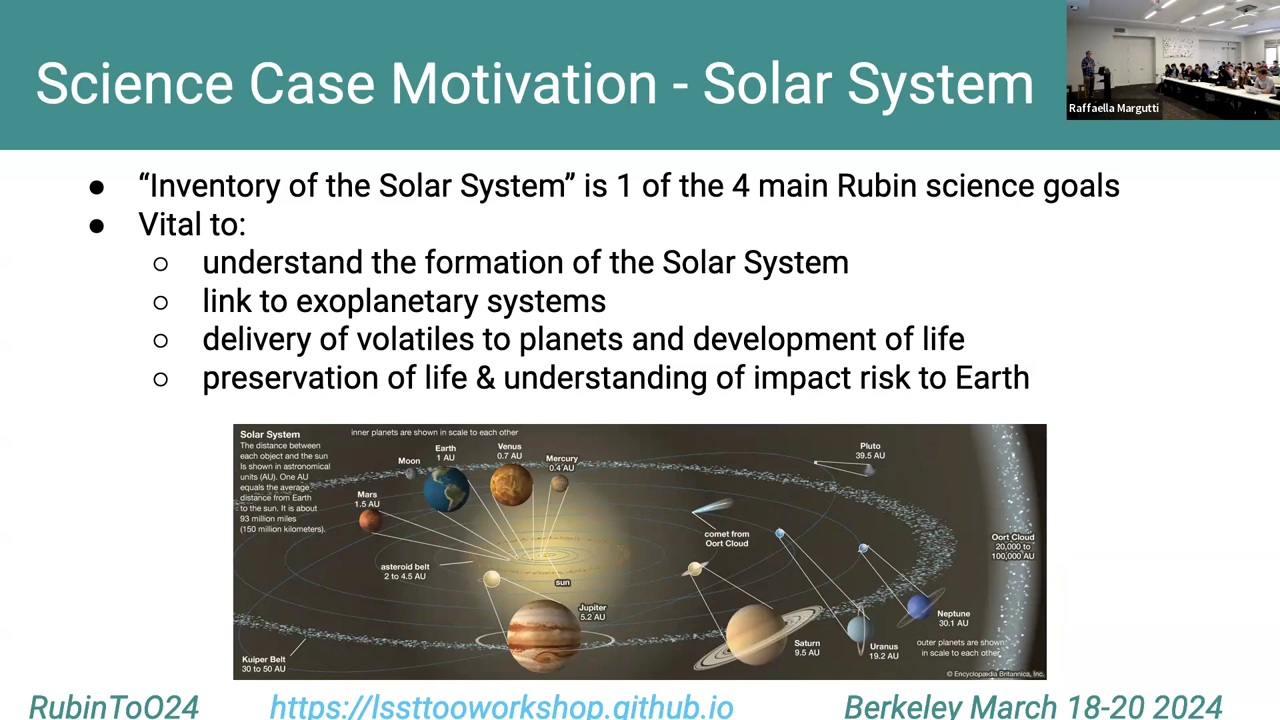 Science Case Motivation - Solar System
Raffaella Margutti
● “Inventory of the Solar System” is 1 of the 4 main Rubin science goals
● Vital to:
○ understand the formation of the Solar System
○ link to exoplanetary systems
○ delivery of volatiles to planets and development of life
○ preservation of life & understanding of impact risk to Earth
Solar System
The distance between
each object and the sun
is shown in astronomical
units (AU). One AU
equals the average
distance from Earth
to the sun. It is about
93 million miles
(150 million kilometers).
inner planets are shown in scale to each other
Moon
Earth
1 AU
Venus
0.7 AU
Mercury
0.4 AU
Mars
1.5 AU
Pluto
39.5 AU
comet from
Oort Cloud
Oort Cloud
20,000 to
100,000 AU
asteroid belt
2 to 4.5 AU
sun
Jupiter
5.2 AU
Saturn
9.5 AU
Uranus
19.2 AU
Neptune
30.1 AU
outer planets are shown
in scale to each other
Kuiper Belt
30 to 50 AU
© Encyclopædia Britannica, Inc.
RubinToO24
https://lssttooworkshop.github.io
Berkeley March 18-20 2024